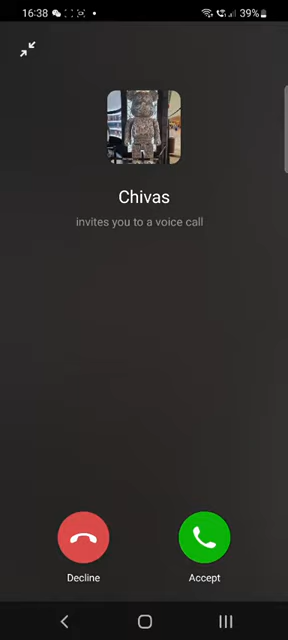 16:38
39%
Chivas
invites you to a voice call
Decline
Accept